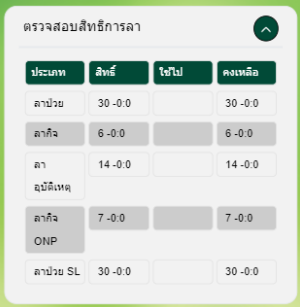 ตรวจสอบสิทธิการลา
ประเภท สิทธิ์ ใช้ไป คงเหลือ
ลาป่วย 30 -0:0 30 -0:0
ลากิจ 6 -0:0 6 -0:0
ลา 14 -0:0 14 -0:0
อุบัติเหตุ
ลากิจ 7 -0:0 7 -0:0
ONP
ลาป่วย SL 30 -0:0 30 -0:0